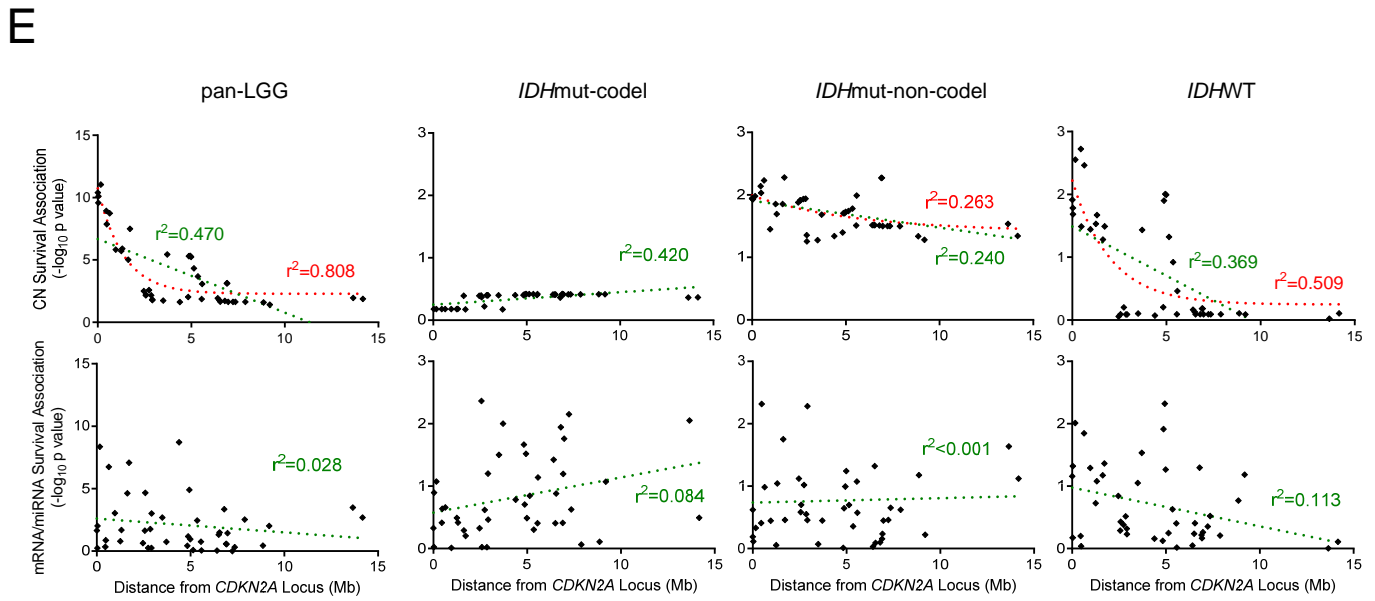 E
pan-LGG
IDHmut-codel
IDHmut-non-codel
IDHWT
CN Survival Association
(-log10 p value)
15
10
5
0
r2=0.470
r2=0.808
0
5
10
15
3
2
1
0
r2=0.420
0
5
10
15
3
2
1
0
r2=0.263
r2=0.240
0
5
10
15
3
2
1
0
r2=0.369
r2=0.509
0
5
10
15
mRNA/miRNA Survival Association
(-log10 p value)
15
10
5
0
r2=0.028
0
5
10
15
Distance from CDKN2A Locus (Mb)
3
2
1
0
r2=0.084
0
5
10
15
Distance from CDKN2A Locus (Mb)
3
2
1
0
r2<0.001
0
5
10
15
Distance from CDKN2A Locus (Mb)
3
2
1
0
r2=0.113
0
5
10
15
Distance from CDKN2A Locus (Mb)